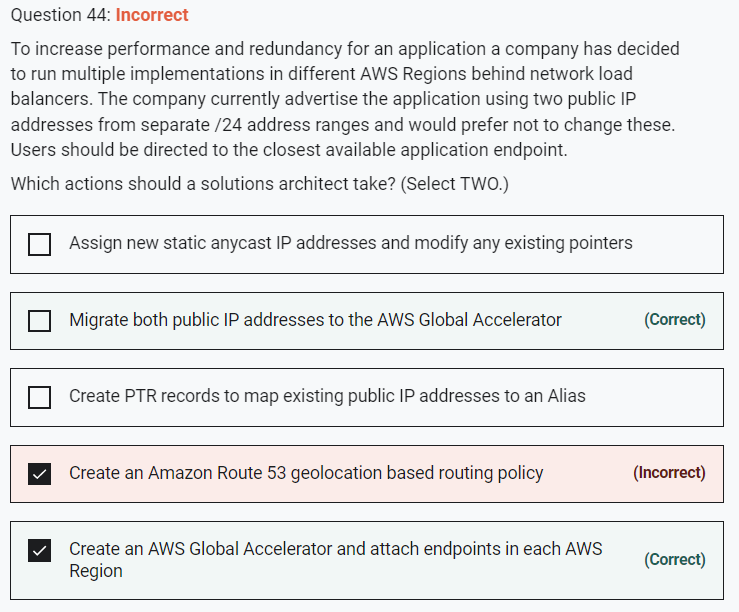 Question 44: Incorrect
To increase performance and redundancy for an application a company has decided
to run multiple implementations in different AWS Regions behind network load
balancers. The company currently advertise the application using two public IP
addresses from separate /24 address ranges and would prefer not to change these.
Users should be directed to the closest available application endpoint.
Which actions should a solutions architect take? (Select TWO.)
Assign new static anycast IP addresses and modify any existing pointers
Migrate both public IP addresses to the AWS Global Accelerator (Correct)
Create PTR records to map existing public IP addresses to an Alias
Create an Amazon Route 53 geolocation based routing policy (Incorrect)
Create an AWS Global Accelerator and attach endpoints in each AWS
Region
(Correct)